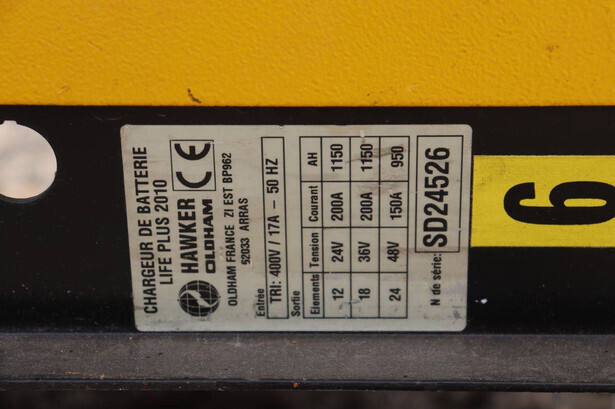 CHARGEUR DE BATTERIE
LIFE PLUS 2010
HAWKER CE
OLDHAM
OLDHAM FRANCE ZI EST BP962
52033 ARRAS
Entrée
TRI: 400V / 17A - 50 HZ
Sortie
Elements Tension Courant AH
12 24V 200A 1150
18 36V 200A 1150
24 48V 150A 950
N de série: SD24526
6